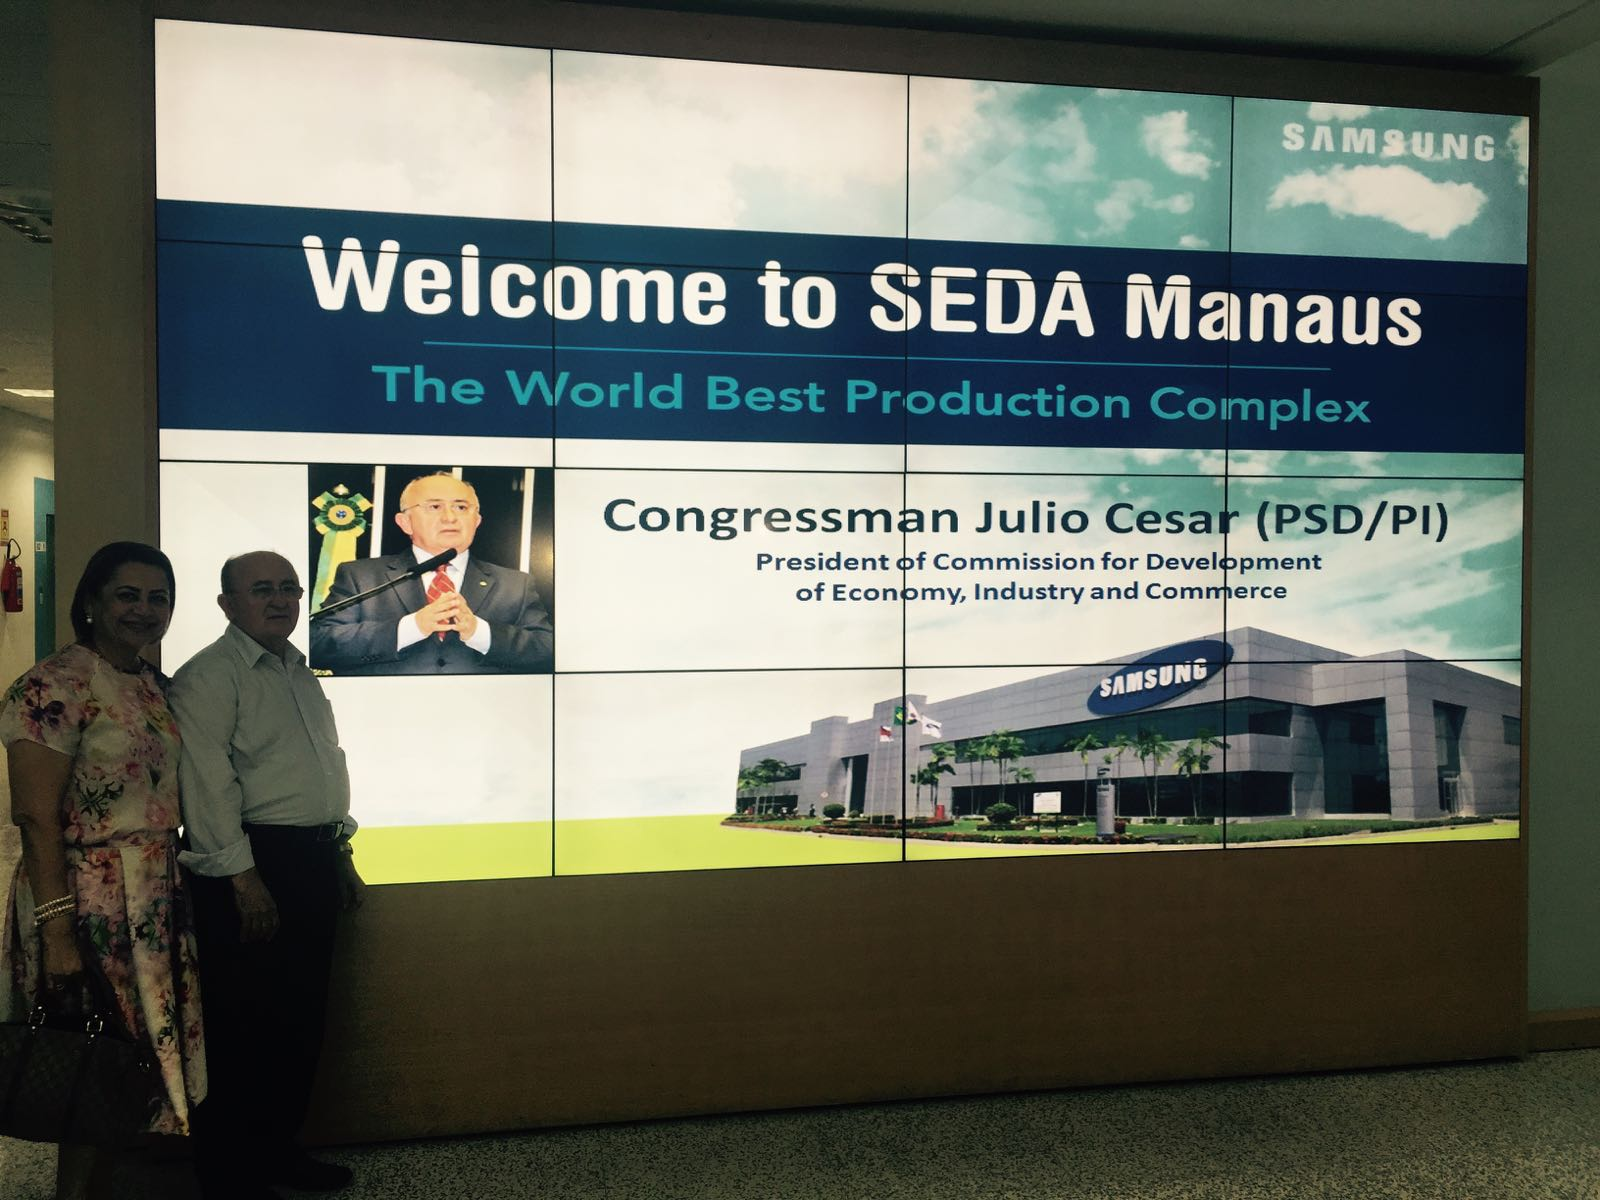 SAMSUNG
Welcome to SEDA Manaus
The World Best Production Complex
Congressman Julio Cesar (PSD/PI)
President of Commission for Development
of Economy, Industry and Commerce
SAMSUNG